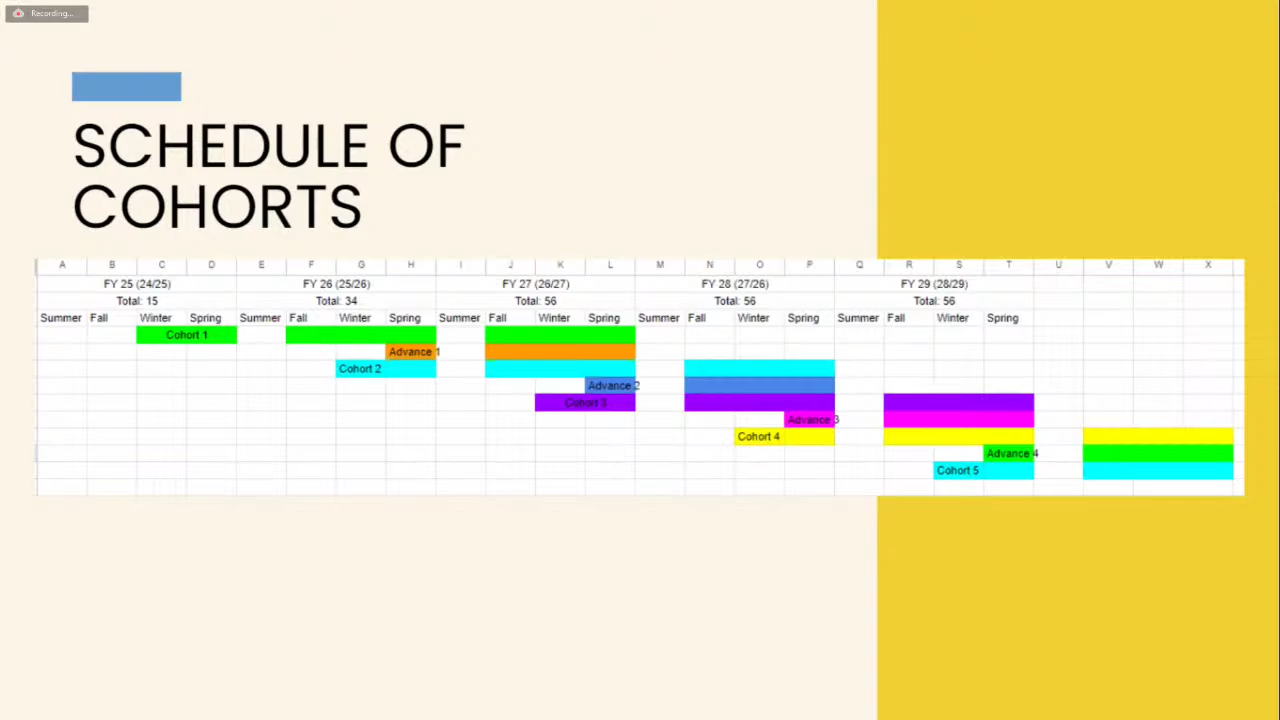 Recording...
SCHEDULE OF
COHORTS
A B C D E F G H I J K L M N O P Q R S T U V W X
FY 25 (24/25) FY 26 (25/26) FY 27 (26/27) FY 28 (27/26) FY 29 (28/29)
Total: 15 Total: 34 Total: 56 Total: 56 Total: 56
Summer Fall Winter Spring Summer Fall Winter Spring Summer Fall Winter Spring Summer Fall Winter Spring Summer Fall Winter Spring
Cohort 1
Advance 1
Cohort 2
Advance 2
Cohort 3
Advance 3
Cohort 4
Advance 4
Cohort 5